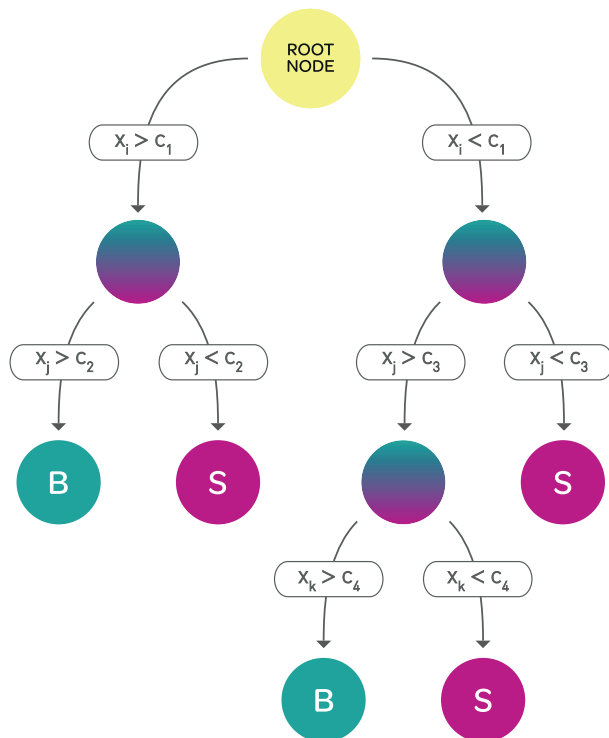 ROOT
NODE
Xi > C1
Xi < C1
Xj > C2
Xj < C2
Xj > C3
Xj < C3
B
S
S
Xk > C4
Xk < C4
B
S